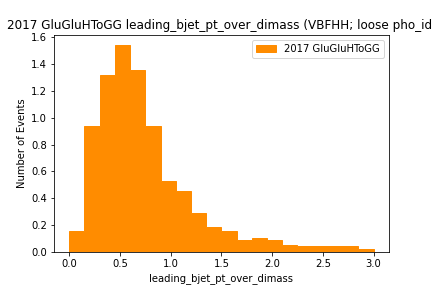 2017 GluGluHToGG leading_bjet_pt_over_dimass (VBFHH; loose pho_id
2017 GluGluHToGG
Number of Events
1.6
1.4
1.2
1.0
0.8
0.6
0.4
0.2
0.0
0.0 0.5 1.0 1.5 2.0 2.5 3.0
leading_bjet_pt_over_dimass